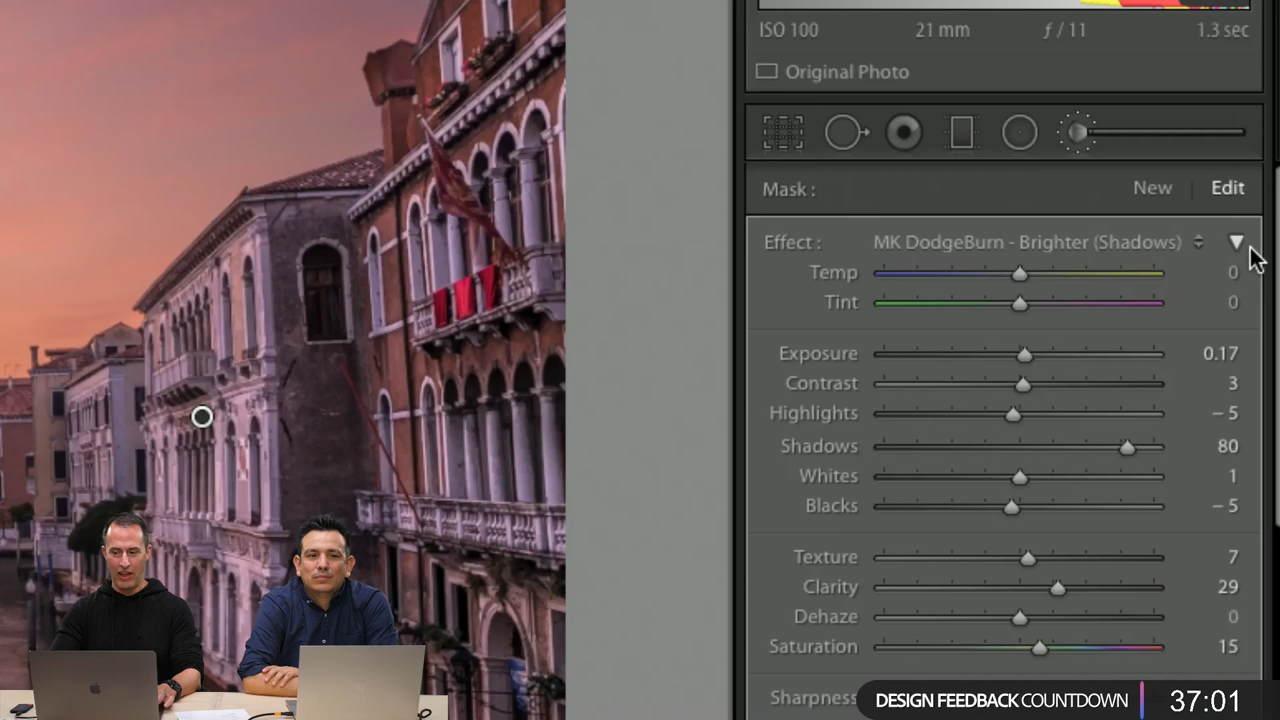 ISO 100 21 mm ƒ / 11 1.3 sec
Original Photo
Mask : New Edit
Effect : MK DodgeBurn - Brighter (Shadows)
Temp 0
Tint 0
Exposure 0.17
Contrast 3
Highlights – 5
Shadows 80
Whites 1
Blacks – 5
Texture 7
Clarity 29
Dehaze 0
Saturation 15
Sharpness
DESIGN FEEDBACK COUNTDOWN 37:01